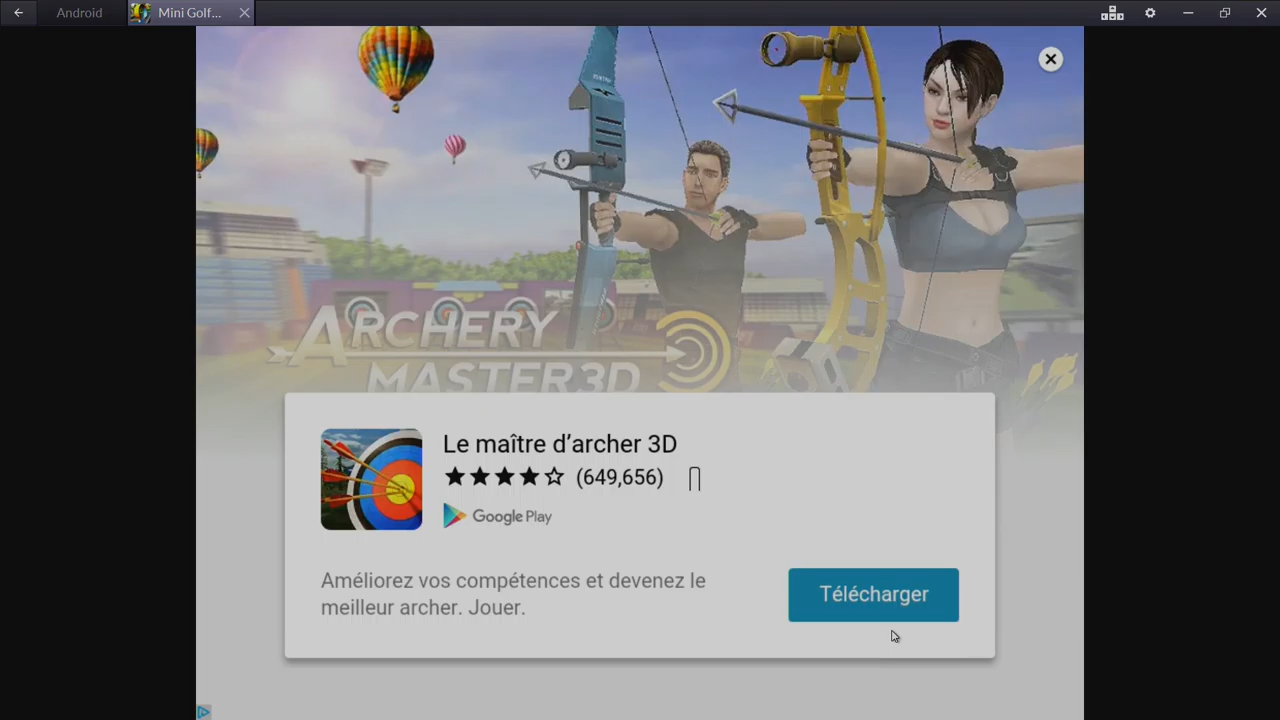 Android
Mini Golf...
ARCHERY
MASTER3D
Le maître d’archer 3D
(649,656)
Google Play
Améliorez vos compétences et devenez le
meilleur archer. Jouer.
Télécharger